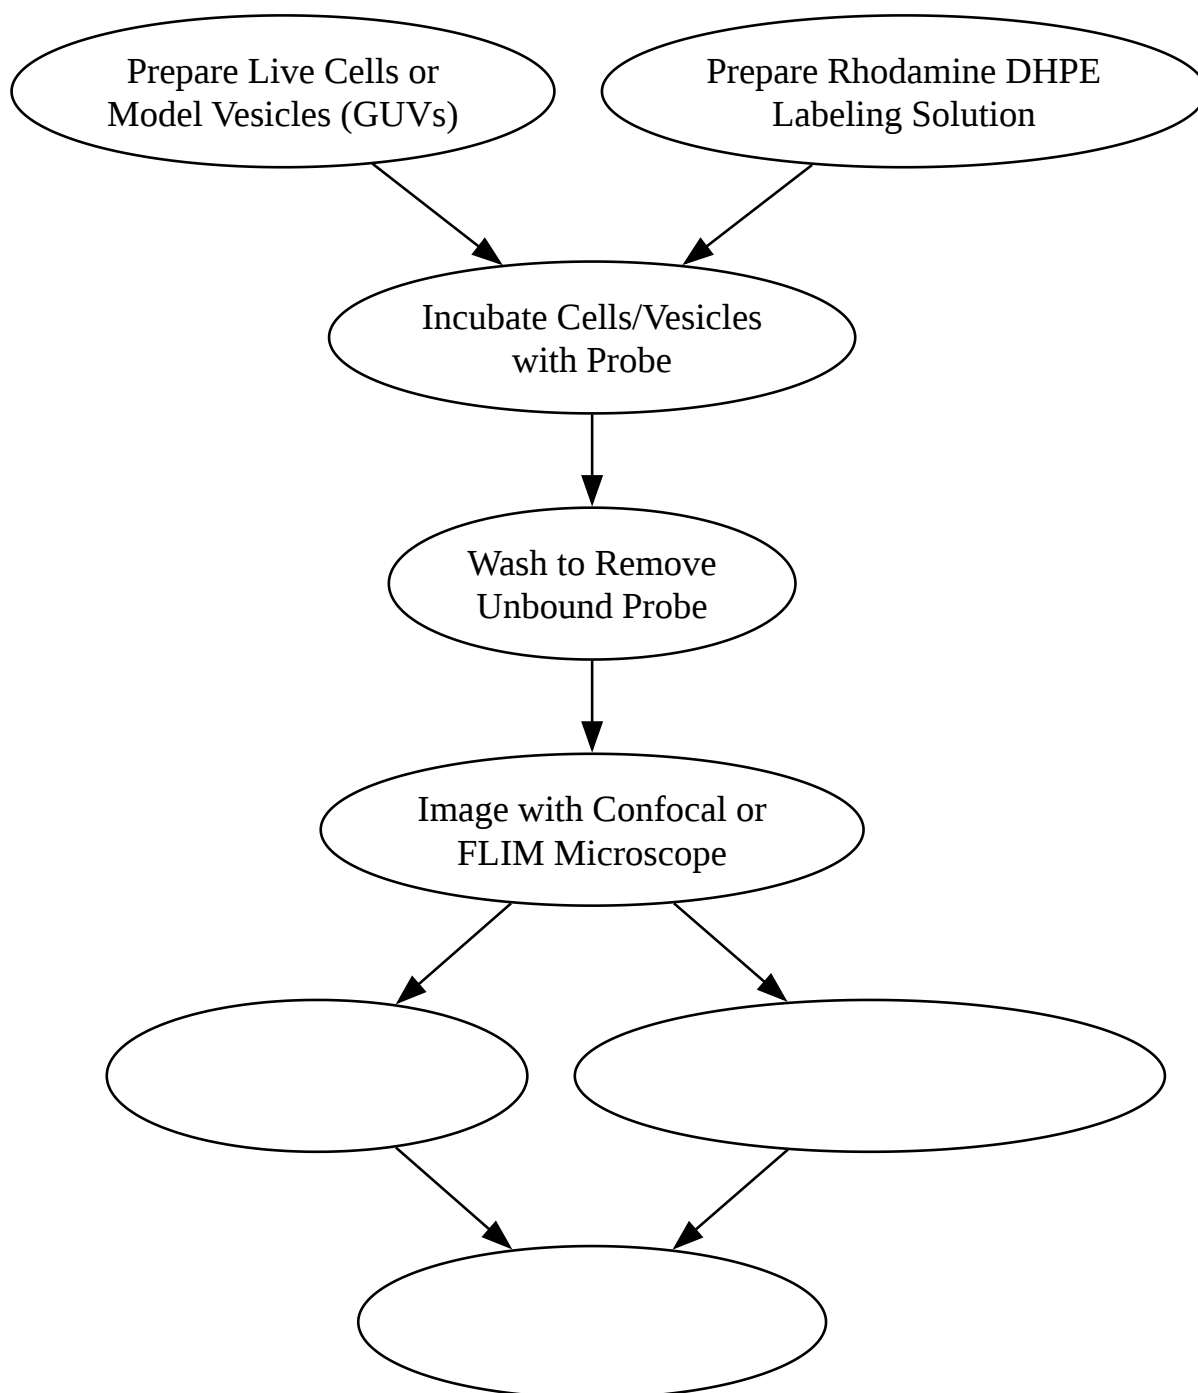 Prepare Live Cells or
Model Vesicles (GUVs)
Prepare Rhodamine DHPE
Labeling Solution
Incubate Cells/Vesicles
with Probe
Wash to Remove
Unbound Probe
Image with Confocal or
FLIM Microscope